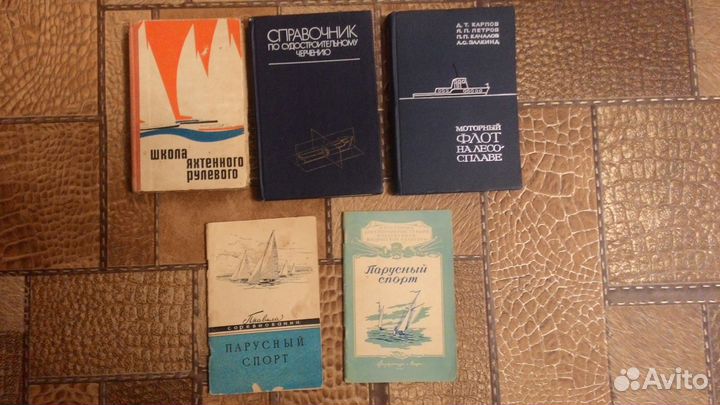 ШКОЛА
ЯХТЕННОГО
РУЛЕВОГО
СПРАВОЧНИК
ПО СУДОСТРОИТЕЛЬНОМУ
ЧЕРЧЕНИЮ
Д. Т. КАРПОВ
Я. П. ПЕТРОВ
П. П. КАЧАЛОВ
А. С. ЗАЛКИНД
МОТОРНЫЙ
ФЛОТ
НА ЛЕСО-
СПЛАВЕ
Правила
соревнований
ПАРУСНЫЙ
СПОРТ
Парусный
спорт
Avito